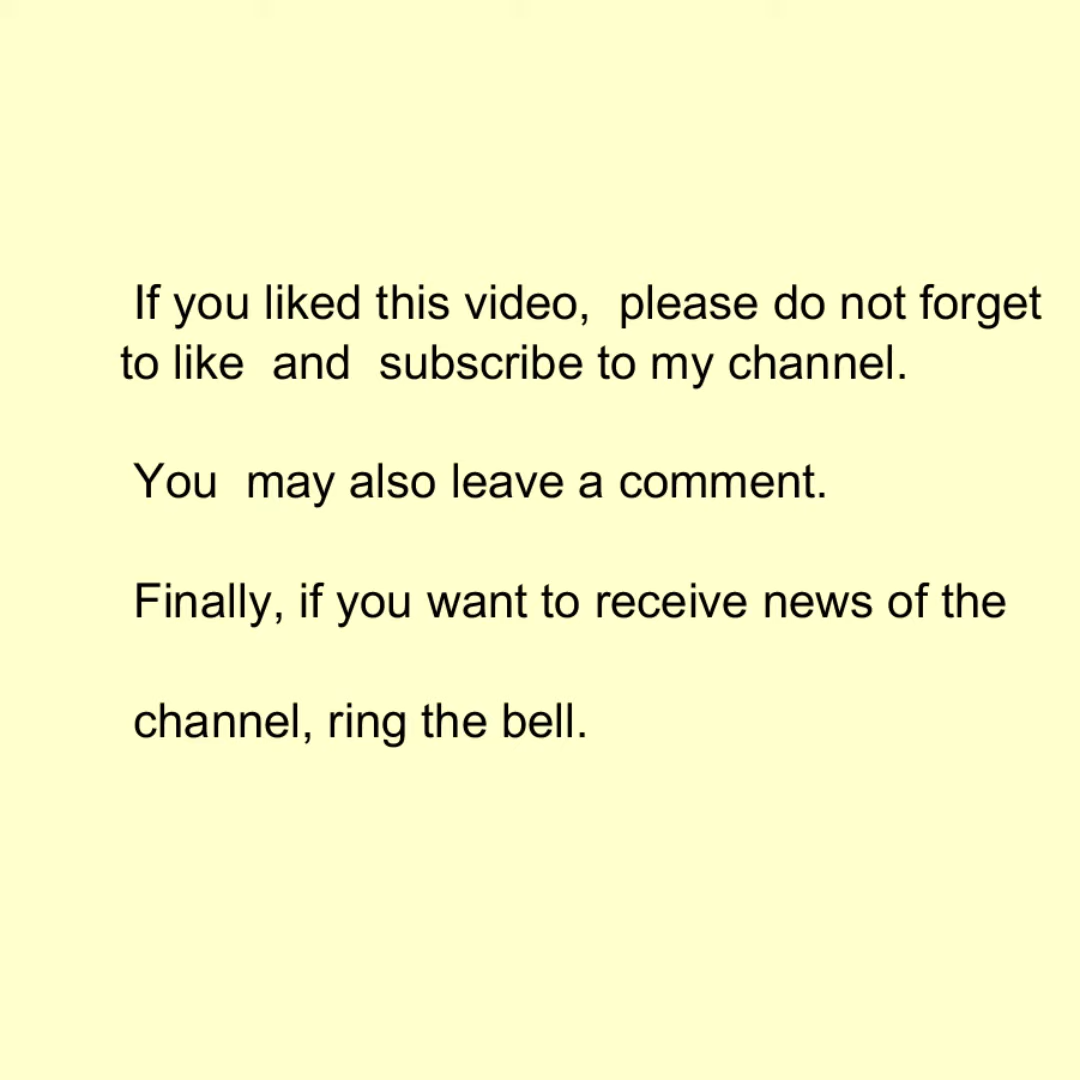 If you liked this video,  please do not forget
to like  and  subscribe to my channel.
You  may also leave a comment.
Finally, if you want to receive news of the
channel, ring the bell.